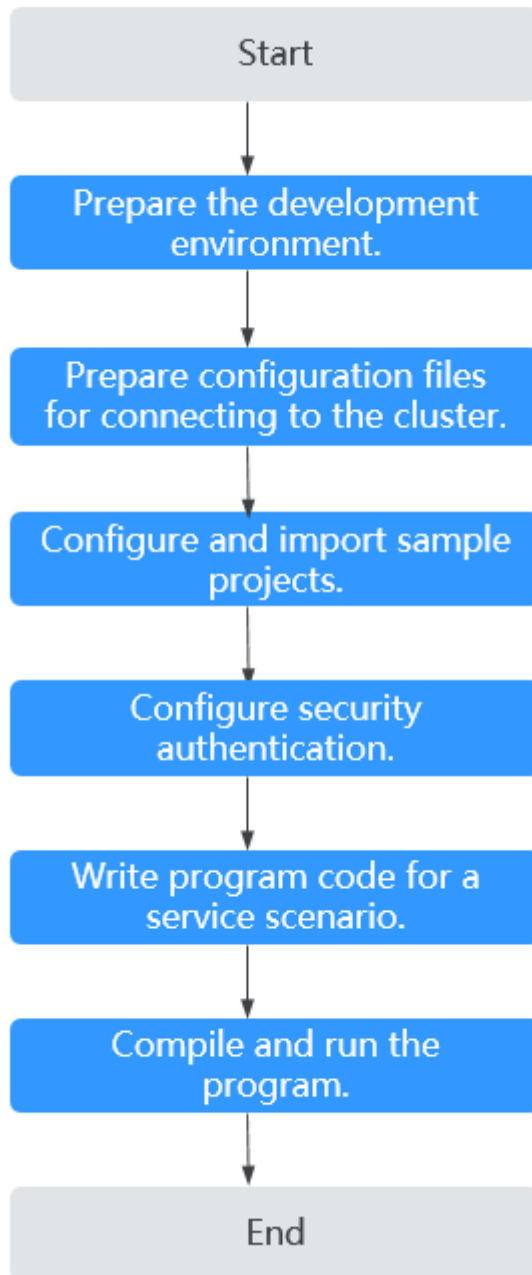 Start
Prepare the development
environment.
Prepare configuration files
for connecting to the cluster.
Configure and import sample
projects.
Configure security
authentication.
Write program code for a
service scenario.
Compile and run the
program.
End